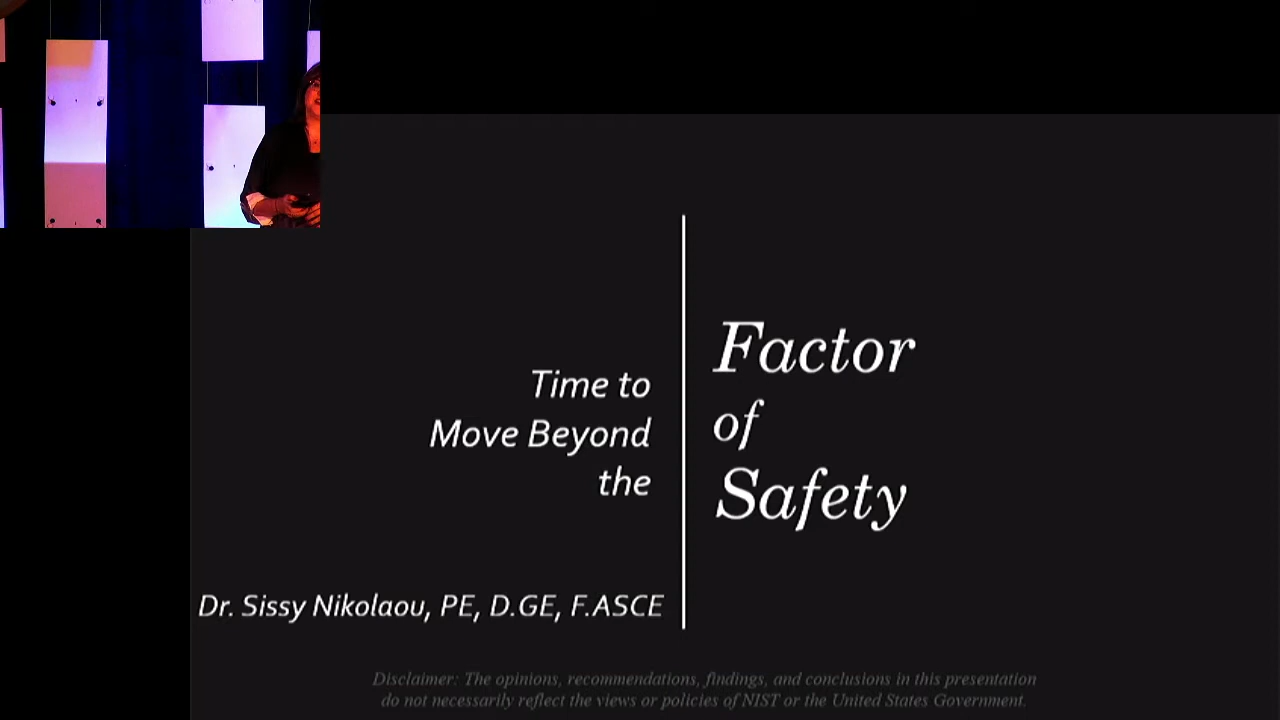 Time to
Move Beyond
the
Factor
of
Safety
Dr. Sissy Nikolaou, PE, D.GE, F.ASCE
Disclaimer: The opinions, recommendations, findings, and conclusions in this presentation
do not necessarily reflect the views or policies of NIST or the United States Government.